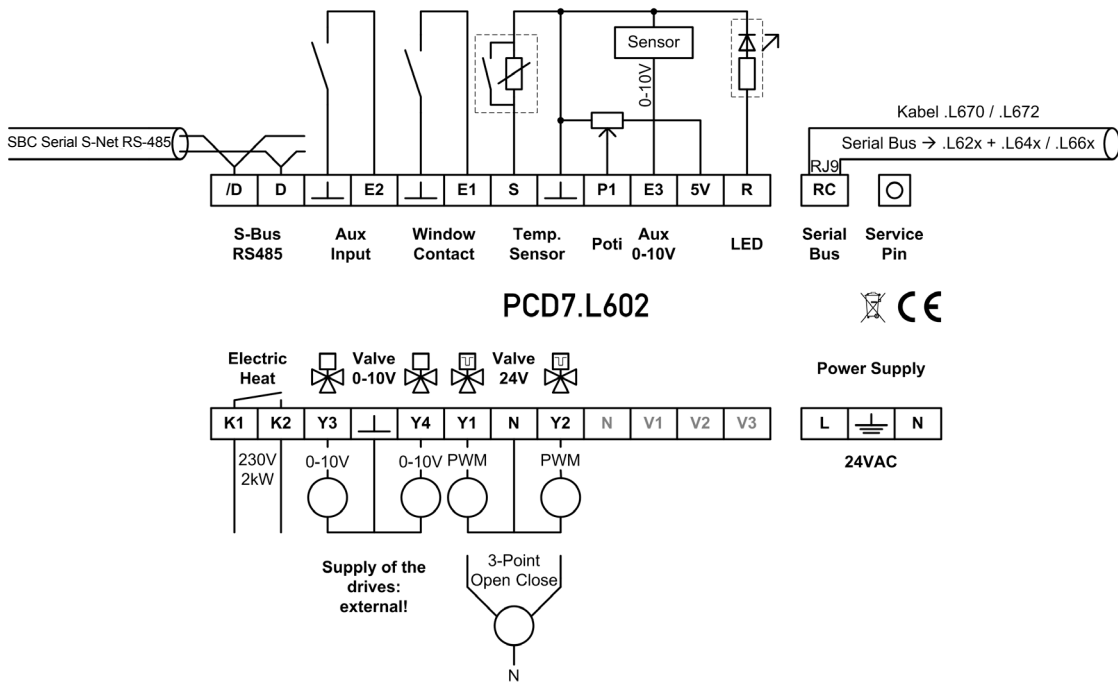 Sensor
0-10V
Kabel .L670 / .L672
SBC Serial S-Net RS-485
Serial Bus → .L62x + .L64x / .L66x
RJ9
/D D E2 E1 S P1 E3 5V R RC
S-Bus RS485
Aux Input
Window Contact
Temp. Sensor
Poti
Aux 0-10V
LED
Serial Bus
Service Pin
PCD7.L602
CE
Electric Heat
Valve 0-10V
Valve 24V
Power Supply
K1 K2 Y3 Y4 Y1 N Y2 N V1 V2 V3 L N
230V 2kW
0-10V
0-10V
PWM
PWM
24VAC
Supply of the
drives:
external!
3-Point
Open Close
N